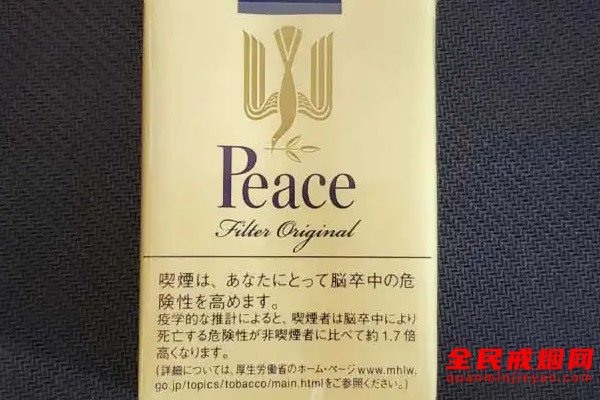 Peace
Filter Original
喫煙は、あなたにとって脳卒中の危
険性を高めます。
疫学的な推計によると、喫煙者は脳卒中により
死亡する危険性が非喫煙者に比べて約1.7倍
高くなります。
(詳細については、厚生労働省のホーム・ページwww.mhlw.
go.jp/topics/tobacco/main.htmlをご参照ください。)
全民戒烟网
quanminjieyad.com